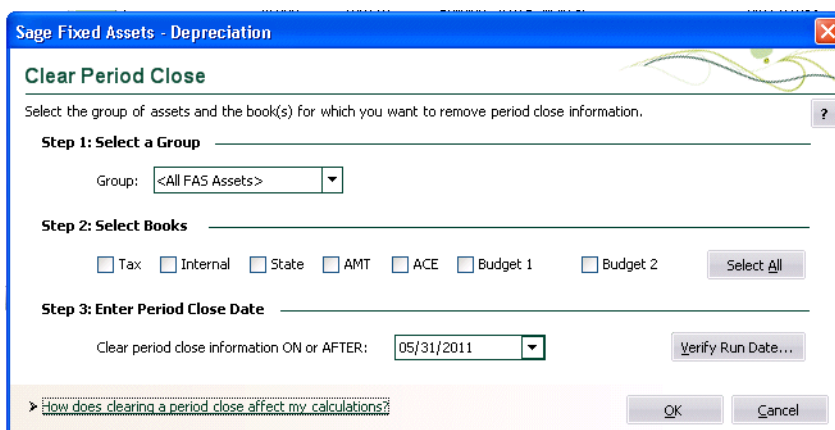 Sage Fixed Assets - Depreciation
Clear Period Close
Select the group of assets and the book(s) for which you want to remove period close information.
?
Step 1: Select a Group
Group: <All FAS Assets>
Step 2: Select Books
Tax Internal State AMT ACE Budget 1 Budget 2 Select All
Step 3: Enter Period Close Date
Clear period close information ON or AFTER: 05/31/2011 Verify Run Date...
How does clearing a period close affect my calculations?
OK Cancel